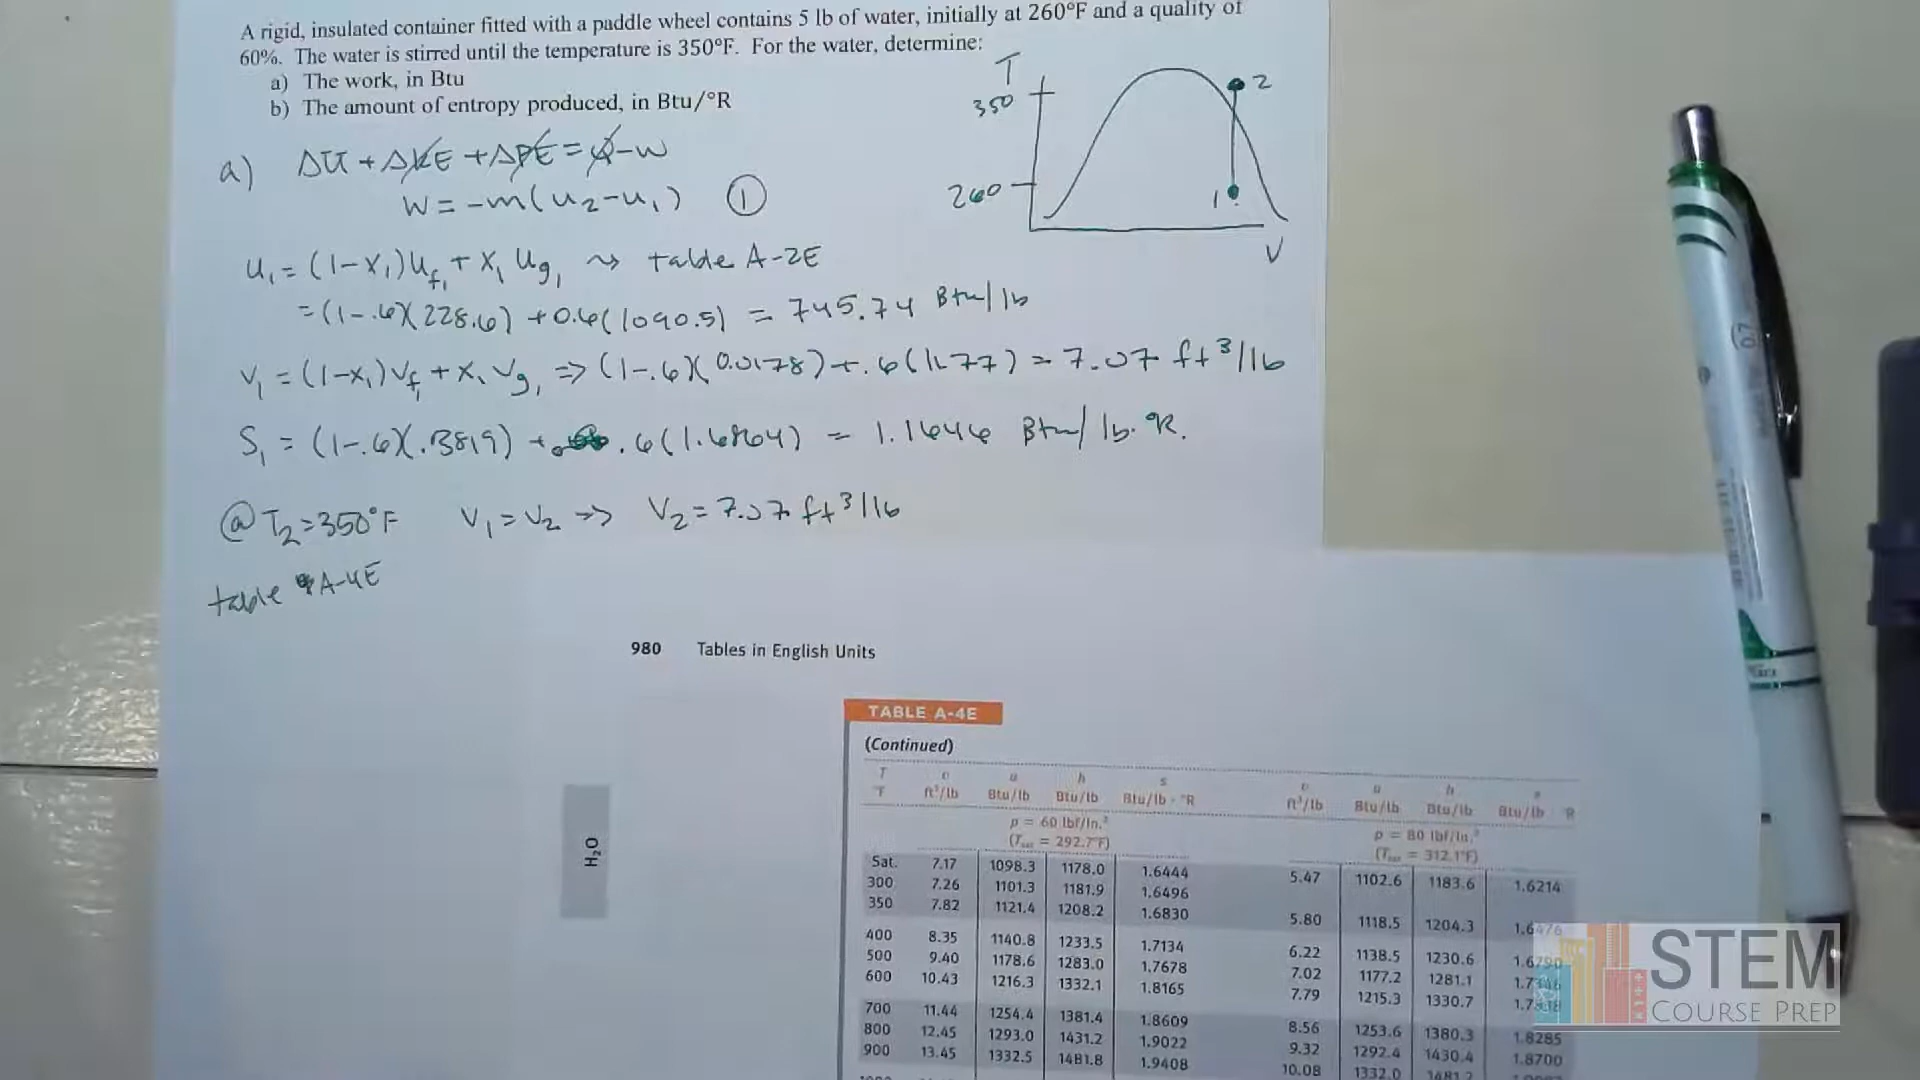 A rigid, insulated container fitted with a paddle wheel contains 5 lb of water, initially at 260°F and a quality of
60%. The water is stirred until the temperature is 350°F. For the water, determine:
a) The work, in Btu
b) The amount of entropy produced, in Btu/°R
T
350
260
1
2
V
a) ΔU + ΔKE + ΔPE = Q - W
W = -m(u₂-u₁) ①
U₁ = (1-X₁)Uf₁ + X₁ Ug₁ ⇝ table A-2E
= (1-.6)(228.6) + 0.6(1090.5) = 745.74 Btu/lb
V₁ = (1-x₁)Vf + X₁ Vg₁ => (1-.6)(0.0178) + .6(11.77) = 7.07 ft³/lb
S₁ = (1-.6)(.3819) + .6(1.6864) = 1.1646 Btu/lb·°R.
@ T₂ = 350°F V₁ = V₂ => V₂ = 7.07 ft³/lb
table A-4E
980 Tables in English Units
TABLE A-4E
(Continued)
T v u h s v u h s
°F ft³/lb Btu/lb Btu/lb Btu/lb · °R ft³/lb Btu/lb Btu/lb Btu/lb · °R
p = 60 lbf/in.² p = 80 lbf/in.²
(Tsat = 292.7°F) (Tsat = 312.1°F)
Sat. 7.17 1098.3 1178.0 1.6444 5.47 1102.6 1183.6 1.6214
300 7.26 1101.3 1181.9 1.6496
350 7.82 1121.4 1208.2 1.6830 5.80 1118.5 1204.3 1.6476
400 8.35 1140.8 1233.5 1.7134 6.22 1138.5 1230.6 1.6790
500 9.40 1178.6 1283.0 1.7678 7.02 1177.2 1281.1
600 10.43 1216.3 1332.1 1.8165 7.79 1215.3 1330.7
700 11.44 1254.4 1381.4 1.8609 8.56 1253.6 1380.3 1.8285
800 12.45 1293.0 1431.2 1.9022 9.32 1292.4 1430.4 1.8700
900 13.45 1332.5 1481.8 1.9408 10.08 1332.0 1481.2
H₂O
STEM
COURSE PREP